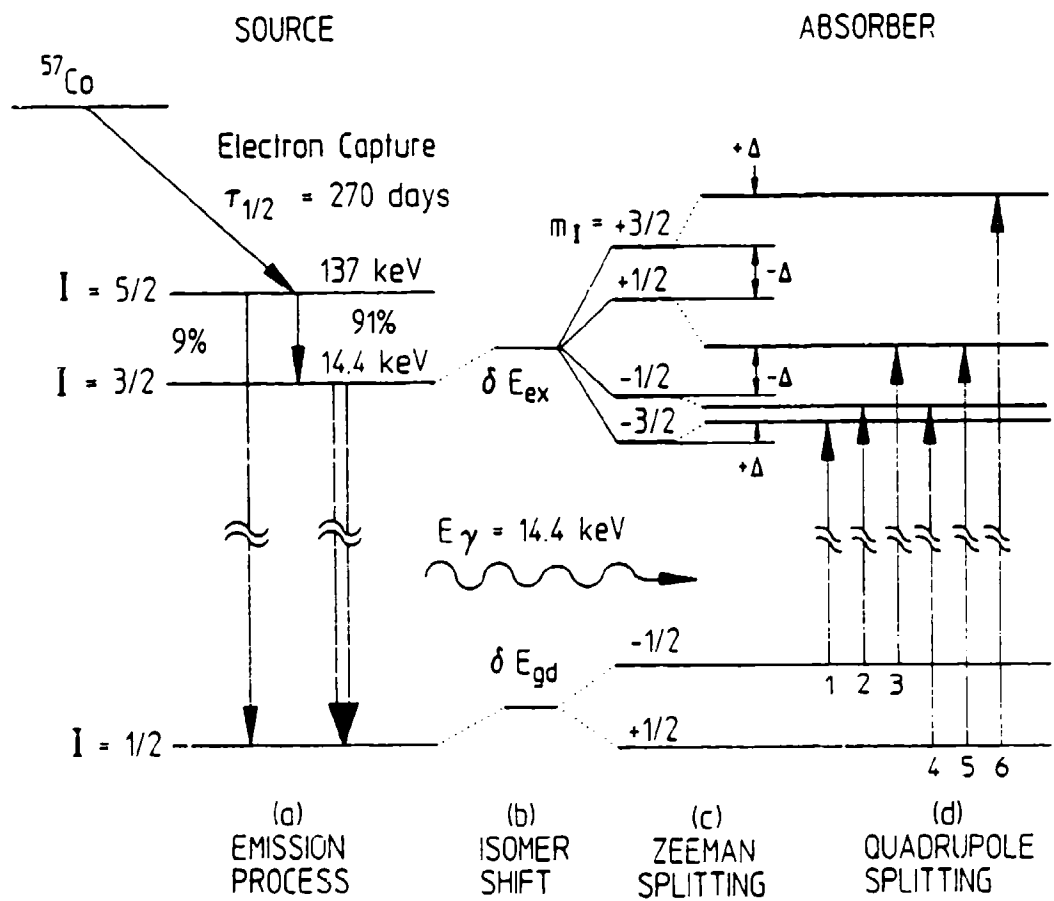 SOURCE
ABSORBER
⁵⁷Co
Electron Capture
τ1/2 = 270 days
+Δ
mI = +3/2
-Δ
+1/2
I = 5/2
137 keV
9%
91%
I = 3/2
14.4 keV
δ Eex
-1/2
-Δ
-3/2
+Δ
Eγ = 14.4 keV
δ Egd
-1/2
1 2 3
I = 1/2
+1/2
4 5 6
(a)
EMISSION
PROCESS
(b)
ISOMER
SHIFT
(c)
ZEEMAN
SPLITTING
(d)
QUADRUPOLE
SPLITTING